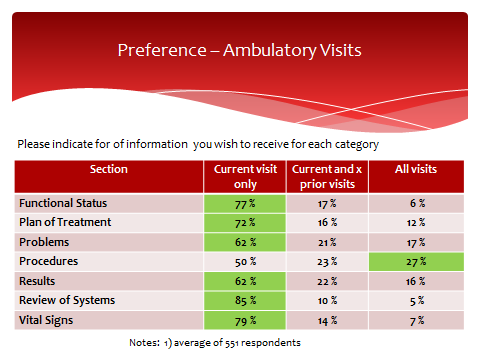 Preference – Ambulatory Visits
Please indicate for of information you wish to receive for each category
Section Current visit only Current and x prior visits All visits
Functional Status 77 % 17 % 6 %
Plan of Treatment 72 % 16 % 12 %
Problems 62 % 21 % 17 %
Procedures 50 % 23 % 27 %
Results 62 % 22 % 16 %
Review of Systems 85 % 10 % 5 %
Vital Signs 79 % 14 % 7 %
Notes: 1) average of 551 respondents